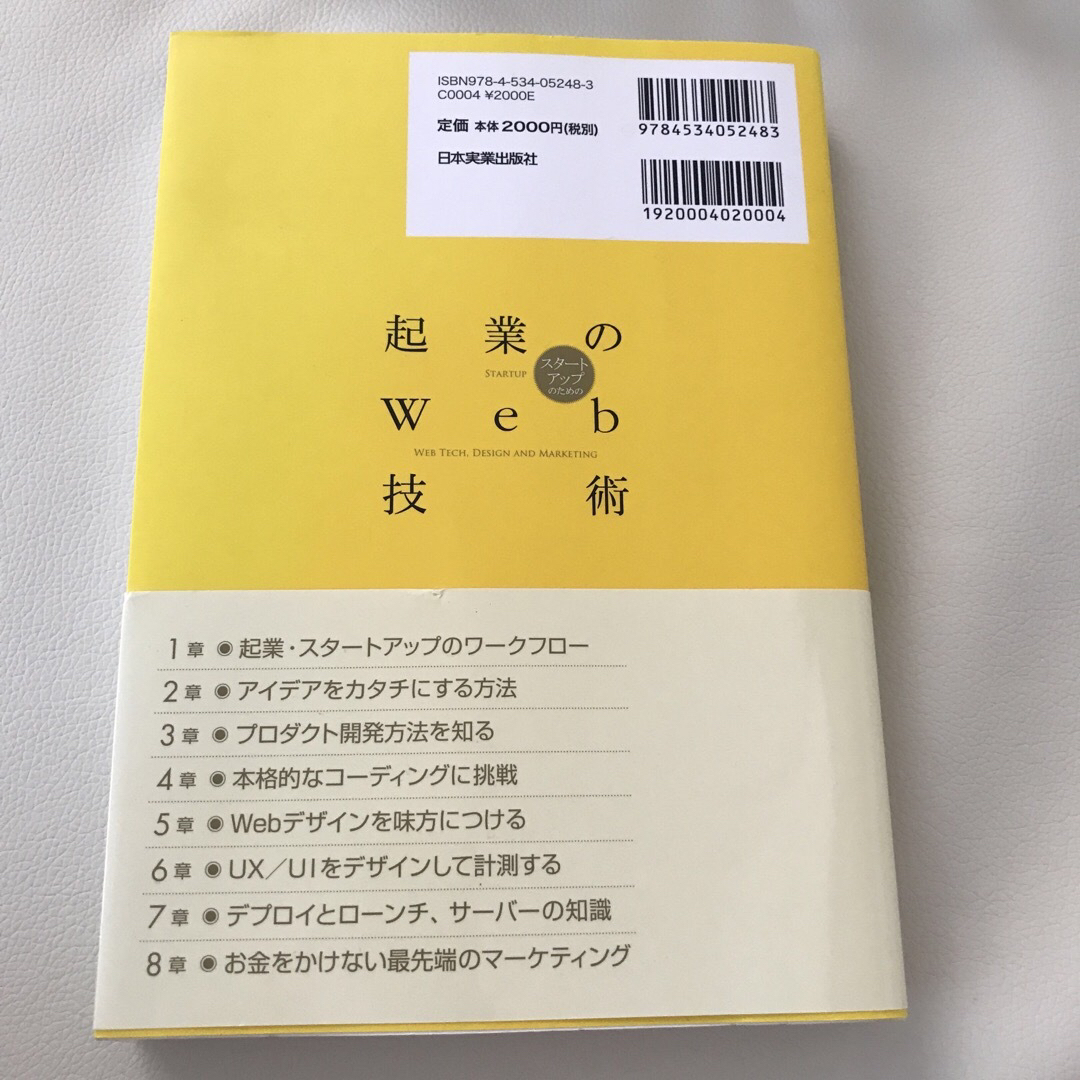 ISBN978-4-534-05248-3
C0004 ¥2000E
定価 本体2000円(税別)
日本実業出版社
9784534052483
1920004020004
起業の
STARTUP
スタート
アップ
のための
Web
WEB TECH, DESIGN AND MARKETING
技術
1章 ◉ 起業・スタートアップのワークフロー
2章 ◉ アイデアをカタチにする方法
3章 ◉ プロダクト開発方法を知る
4章 ◉ 本格的なコーディングに挑戦
5章 ◉ Webデザインを味方につける
6章 ◉ UX／UIをデザインして計測する
7章 ◉ デプロイとローンチ、サーバーの知識
8章 ◉ お金をかけない最先端のマーケティング